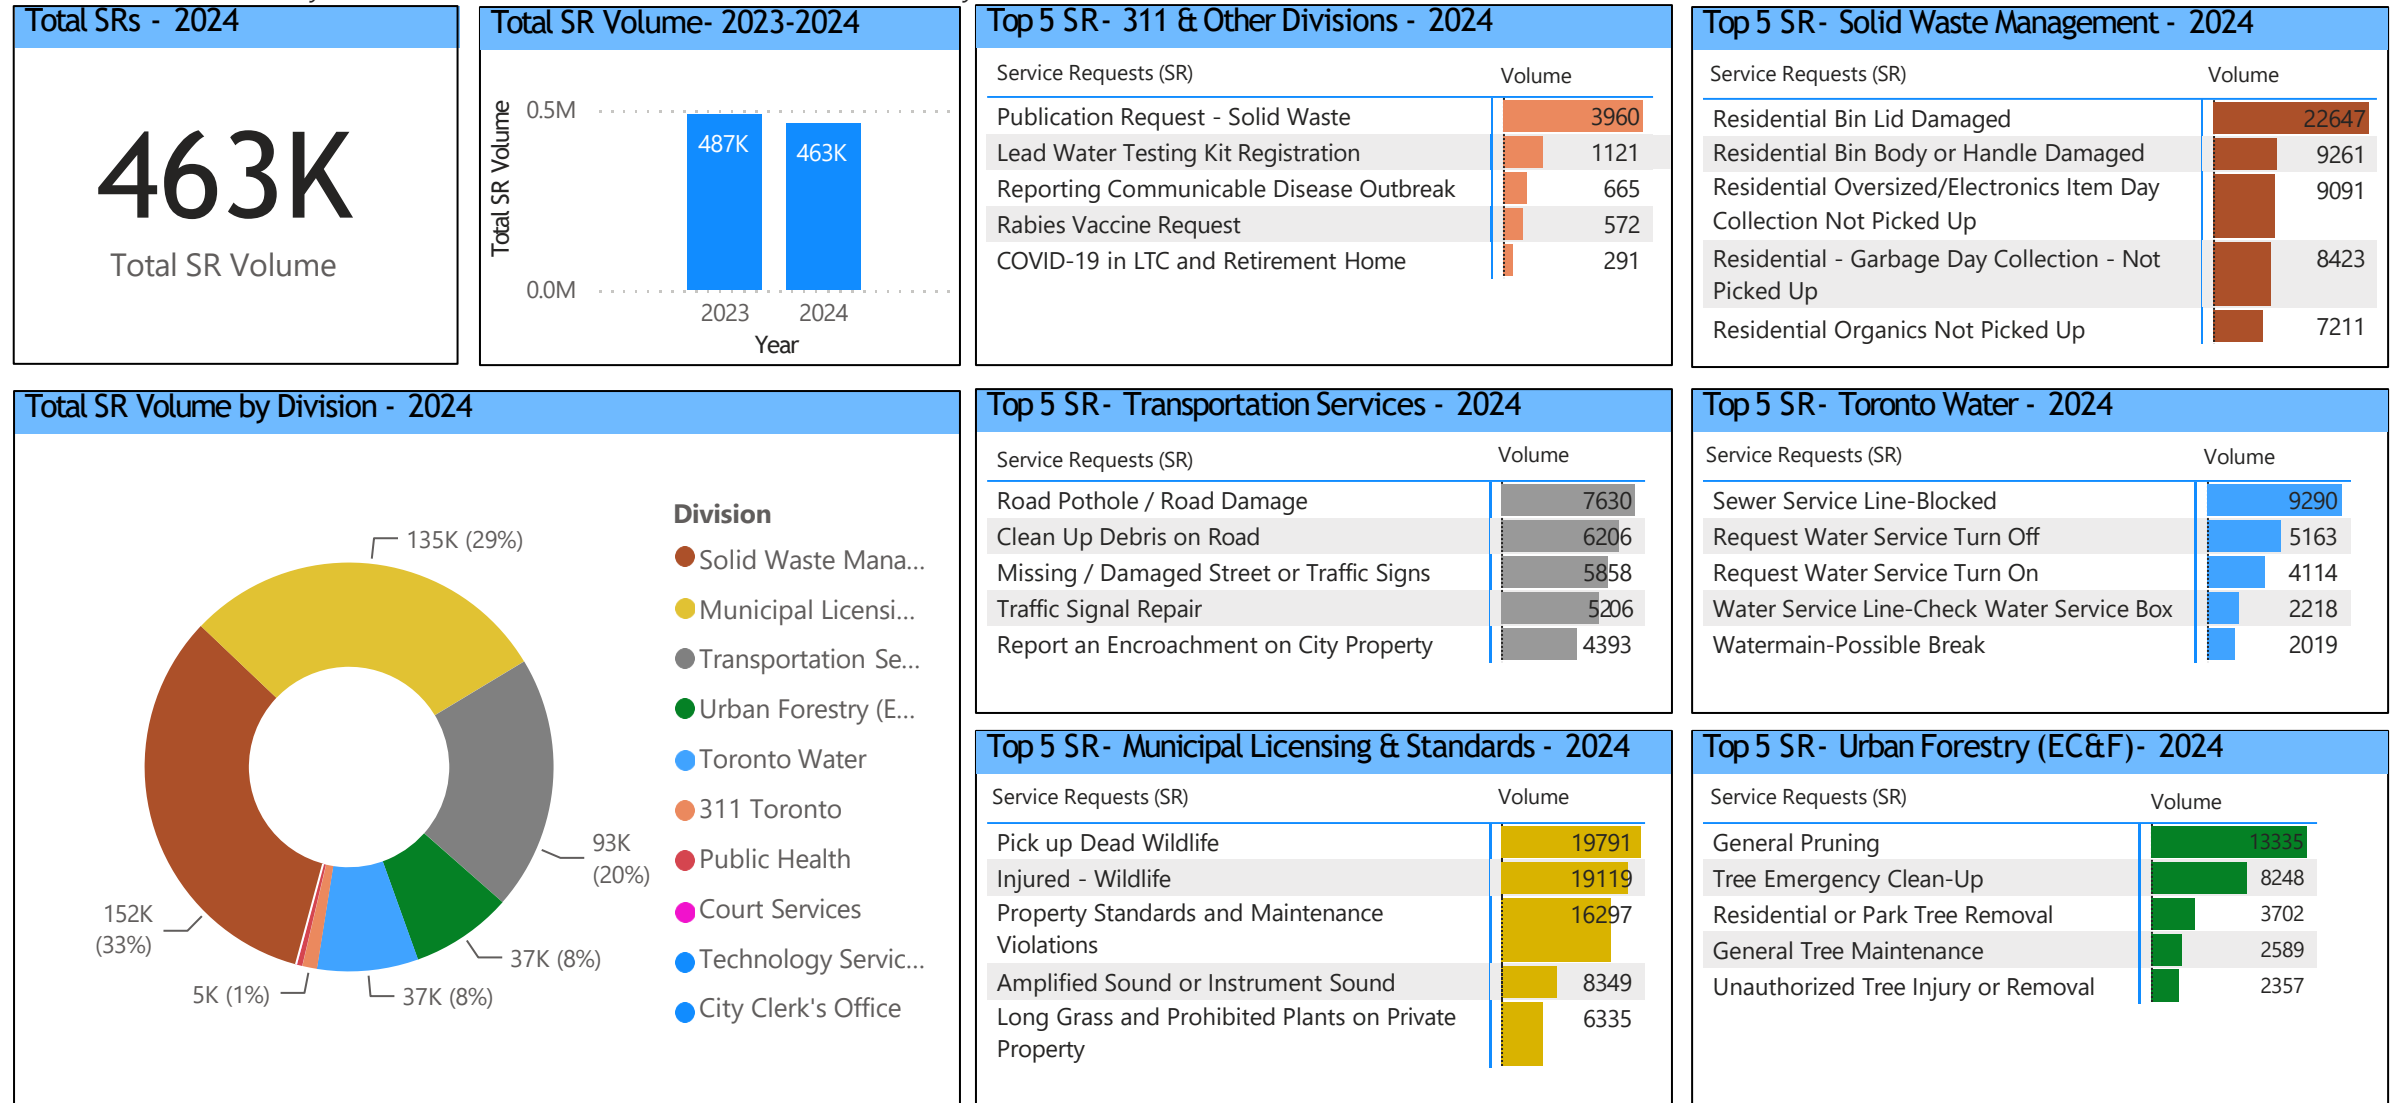 Total SRs - 2024
463K
Total SR Volume
Total SR Volume- 2023-2024
Total SR Volume
0.5M
0.0M
487K
463K
2023
2024
Year
Top 5 SR- 311 & Other Divisions - 2024
Service Requests (SR) Volume
Publication Request - Solid Waste 3960
Lead Water Testing Kit Registration 1121
Reporting Communicable Disease Outbreak 665
Rabies Vaccine Request 572
COVID-19 in LTC and Retirement Home 291
Top 5 SR- Solid Waste Management - 2024
Service Requests (SR) Volume
Residential Bin Lid Damaged 22647
Residential Bin Body or Handle Damaged 9261
Residential Oversized/Electronics Item Day 9091
Collection Not Picked Up
Residential - Garbage Day Collection - Not 8423
Picked Up
Residential Organics Not Picked Up 7211
Total SR Volume by Division - 2024
135K (29%)
93K
(20%)
37K (8%)
37K (8%)
5K (1%)
152K
(33%)
Division
Solid Waste Mana...
Municipal Licensi...
Transportation Se...
Urban Forestry (E...
Toronto Water
311 Toronto
Public Health
Court Services
Technology Servic...
City Clerk's Office
Top 5 SR- Transportation Services - 2024
Service Requests (SR) Volume
Road Pothole / Road Damage 7630
Clean Up Debris on Road 6206
Missing / Damaged Street or Traffic Signs 5858
Traffic Signal Repair 5206
Report an Encroachment on City Property 4393
Top 5 SR- Toronto Water - 2024
Service Requests (SR) Volume
Sewer Service Line-Blocked 9290
Request Water Service Turn Off 5163
Request Water Service Turn On 4114
Water Service Line-Check Water Service Box 2218
Watermain-Possible Break 2019
Top 5 SR- Municipal Licensing & Standards - 2024
Service Requests (SR) Volume
Pick up Dead Wildlife 19791
Injured - Wildlife 19119
Property Standards and Maintenance 16297
Violations
Amplified Sound or Instrument Sound 8349
Long Grass and Prohibited Plants on Private 6335
Property
Top 5 SR- Urban Forestry (EC&F)- 2024
Service Requests (SR) Volume
General Pruning 13335
Tree Emergency Clean-Up 8248
Residential or Park Tree Removal 3702
General Tree Maintenance 2589
Unauthorized Tree Injury or Removal 2357